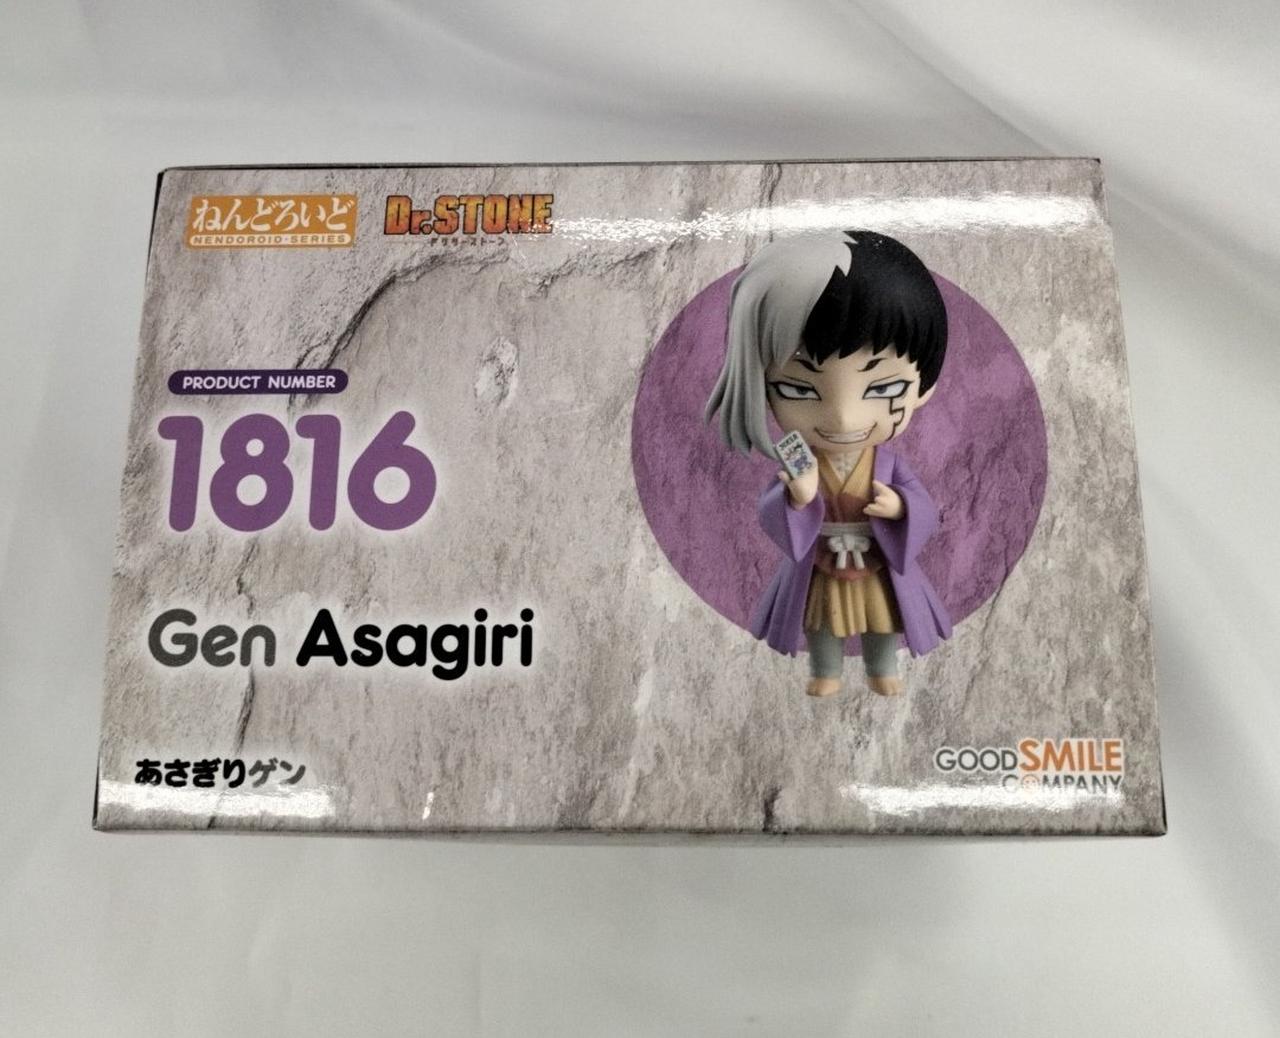 ねんどろいど
NENDOROID·SERIES
Dr.STONE
ドクターストーン
PRODUCT NUMBER
1816
JOKER
Gen Asagiri
あさぎりゲン
GOOD SMILE
COMPANY